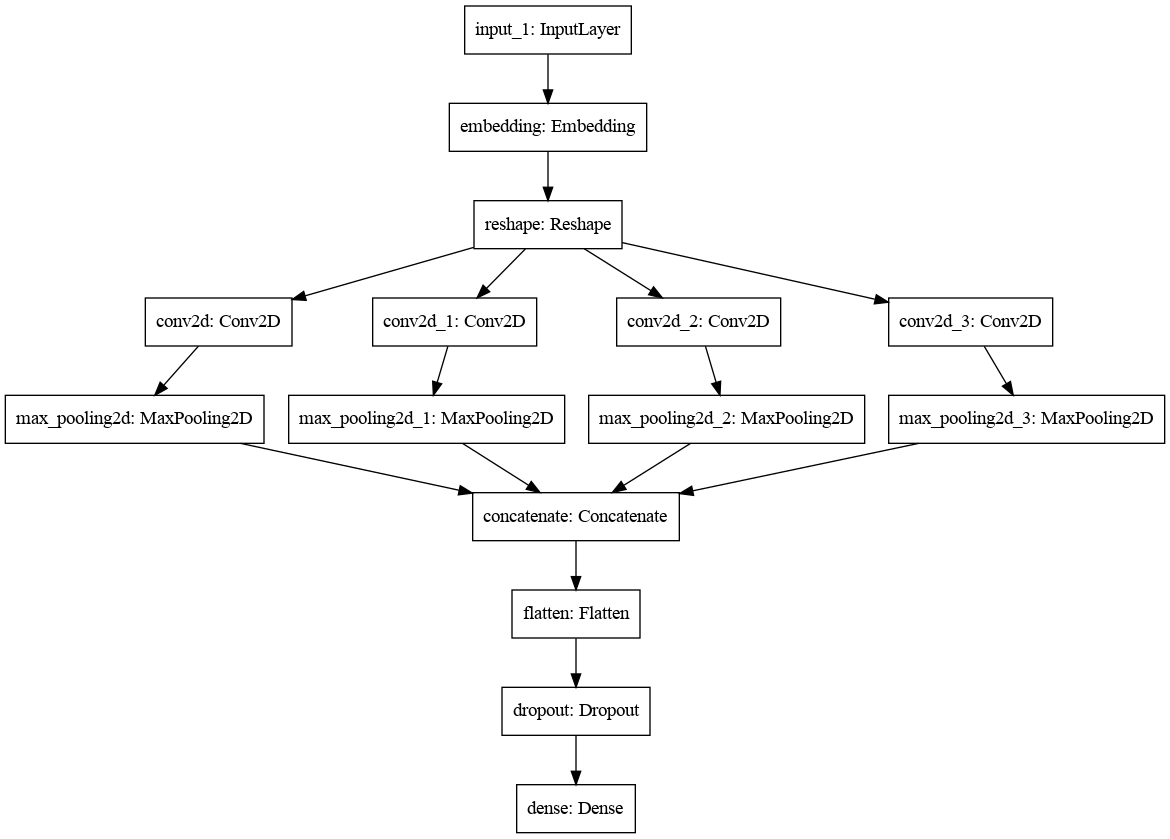 input_1: InputLayer
embedding: Embedding
reshape: Reshape
conv2d: Conv2D
conv2d_1: Conv2D
conv2d_2: Conv2D
conv2d_3: Conv2D
max_pooling2d: MaxPooling2D
max_pooling2d_1: MaxPooling2D
max_pooling2d_2: MaxPooling2D
max_pooling2d_3: MaxPooling2D
concatenate: Concatenate
flatten: Flatten
dropout: Dropout
dense: Dense